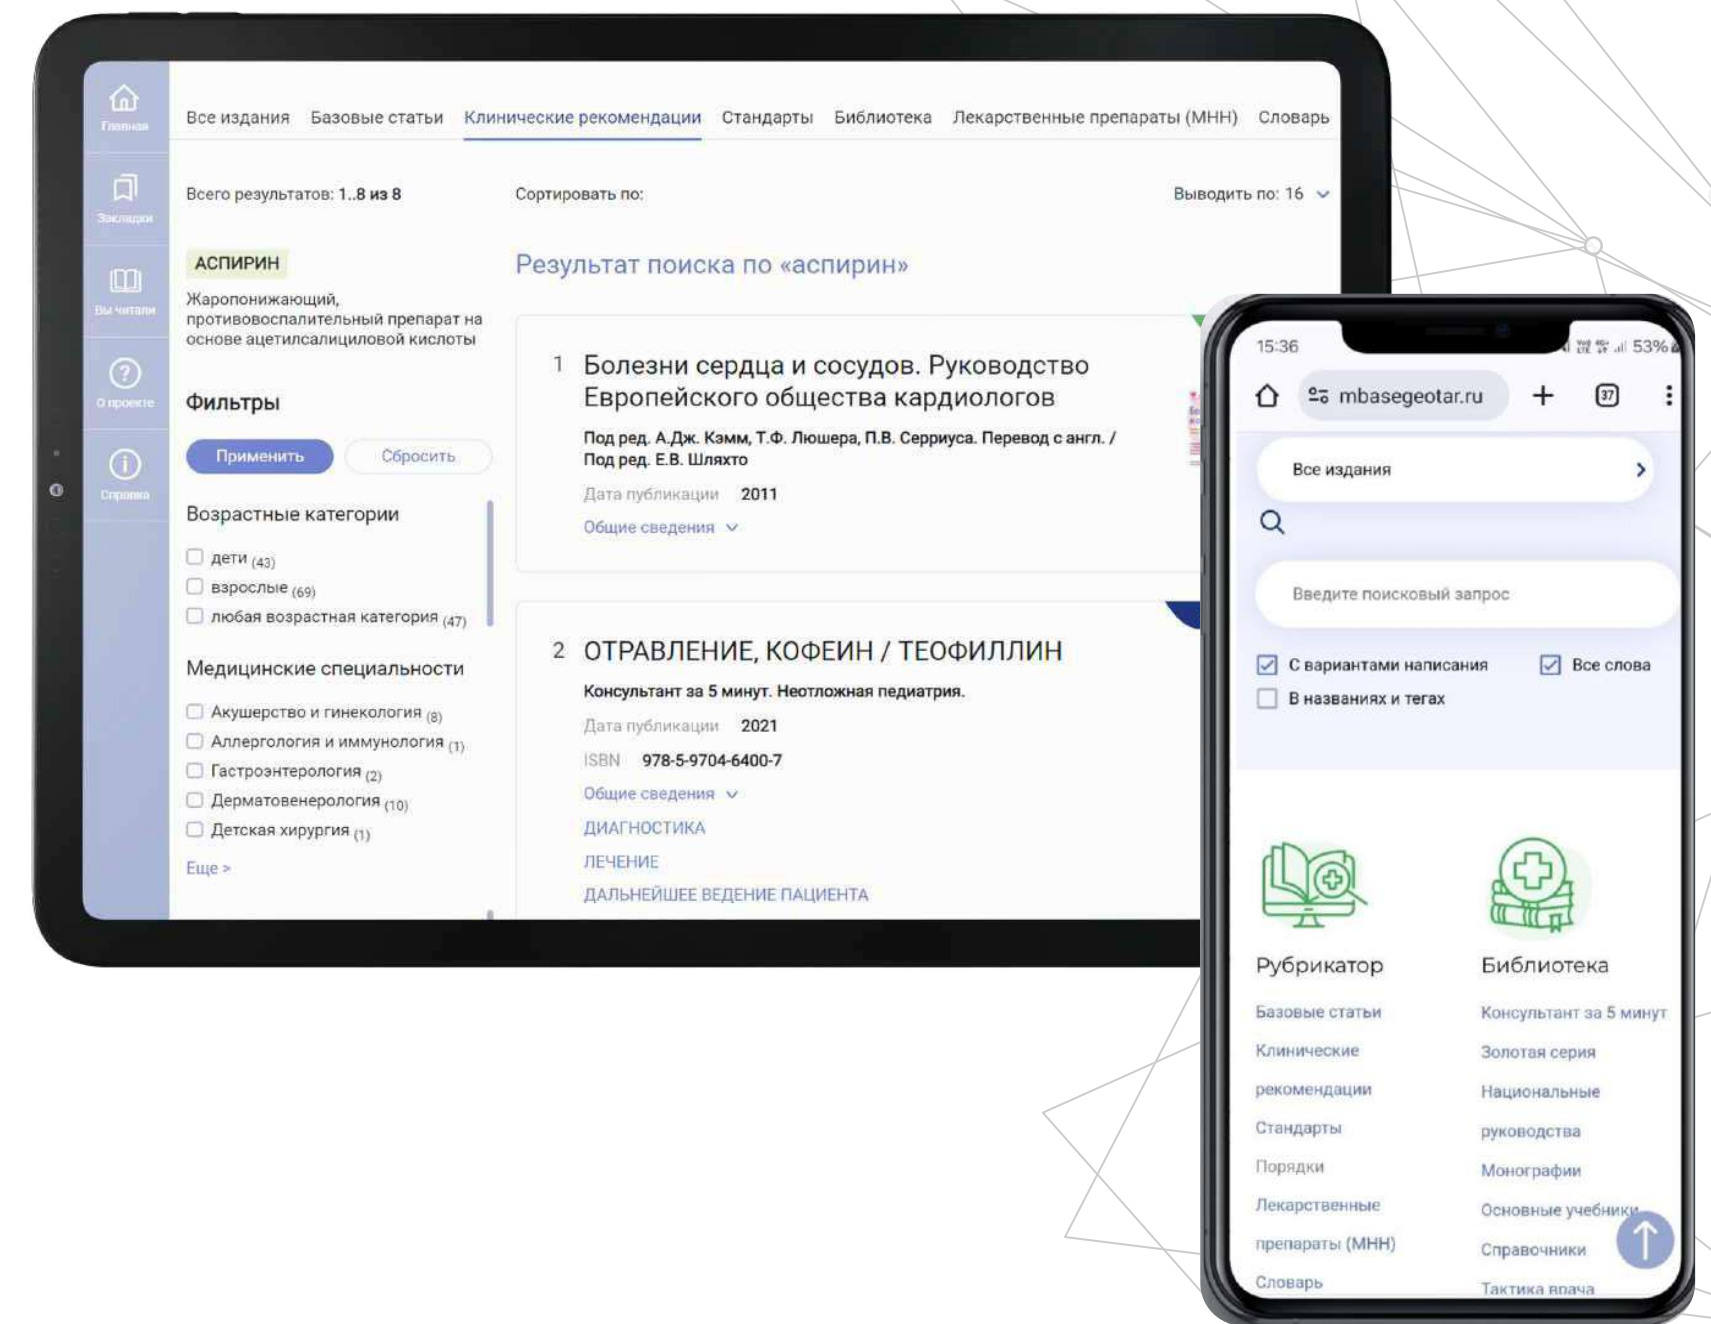 Главная
Закладки
Вы читали
О проекте
Справка
Все издания Базовые статьи Клинические рекомендации Стандарты Библиотека Лекарственные препараты (МНН) Словарь
Всего результатов: 1..8 из 8
Сортировать по:
Выводить по: 16
АСПИРИН
Жаропонижающий,
противовоспалительный препарат на
основе ацетилсалициловой кислоты
Фильтры
Применить Сбросить
Возрастные категории
дети (43)
взрослые (69)
любая возрастная категория (47)
Медицинские специальности
Акушерство и гинекология (8)
Аллергология и иммунология (1)
Гастроэнтерология (2)
Дерматовенерология (10)
Детская хирургия (1)
Еще >
Результат поиска по «аспирин»
1 Болезни сердца и сосудов. Руководство
Европейского общества кардиологов
Под ред. А.Дж. Кэмм, Т.Ф. Люшера, П.В. Серруиса. Перевод с англ. /
Под ред. Е.В. Шляхто
Дата публикации 2011
Общие сведения
2 ОТРАВЛЕНИЕ, КОФЕИН / ТЕОФИЛЛИН
Консультант за 5 минут. Неотложная педиатрия.
Дата публикации 2021
ISBN 978-5-9704-6400-7
Общие сведения
ДИАГНОСТИКА
ЛЕЧЕНИЕ
ДАЛЬНЕЙШЕЕ ВЕДЕНИЕ ПАЦИЕНТА
15:36
53%
mbasegeotar.ru
37
Все издания
Введите поисковый запрос
С вариантами написания Все слова
В названиях и тегах
Рубрикатор
Базовые статьи
Клинические
рекомендации
Стандарты
Порядки
Лекарственные
препараты (МНН)
Словарь
Библиотека
Консультант за 5 минут
Золотая серия
Национальные
руководства
Монографии
Основные учебники
Справочники
Тактика врача